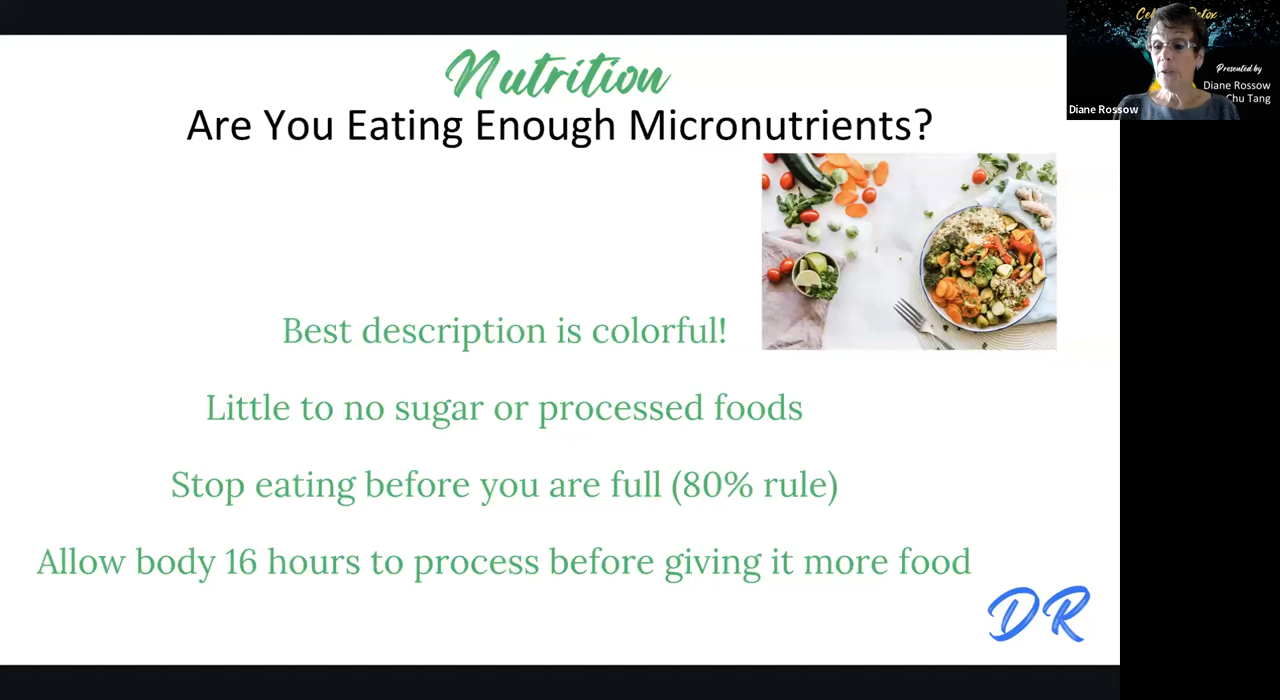 Nutrition
Are You Eating Enough Micronutrients?
Best description is colorful!
Little to no sugar or processed foods
Stop eating before you are full (80% rule)
Allow body 16 hours to process before giving it more food
DR
Presented by
Diane Rossow
Chu Tang
Diane Rossow